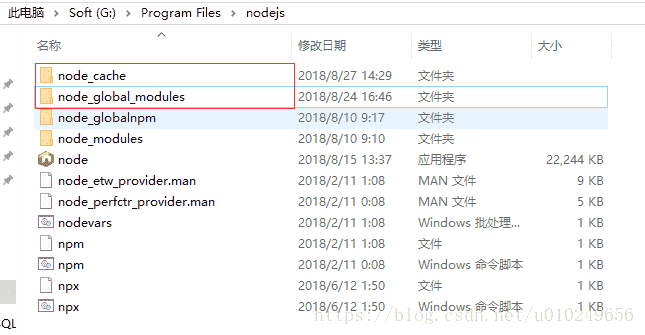 此电脑 > Soft (G:) > Program Files > nodejs
名称 修改日期 类型 大小
node_cache 2018/8/27 14:29 文件夹
node_global_modules 2018/8/24 16:46 文件夹
node_globalnpm 2018/8/10 9:17 文件夹
node_modules 2018/8/10 9:10 文件夹
node 2018/8/15 13:37 应用程序 22,244 KB
node_etw_provider.man 2018/2/11 1:08 MAN 文件 9 KB
node_perfctr_provider.man 2018/2/11 0:08 MAN 文件 5 KB
nodevars 2018/2/11 1:08 Windows 批处理... 1 KB
npm 2018/2/11 1:08 文件 1 KB
npm 2018/2/11 0:08 Windows 命令脚本 1 KB
npx 2018/6/12 1:50 文件 1 KB
npx 2018/6/12 1:50 Windows 命令脚本 1 KB
https://blog.csdn.net/u010249656